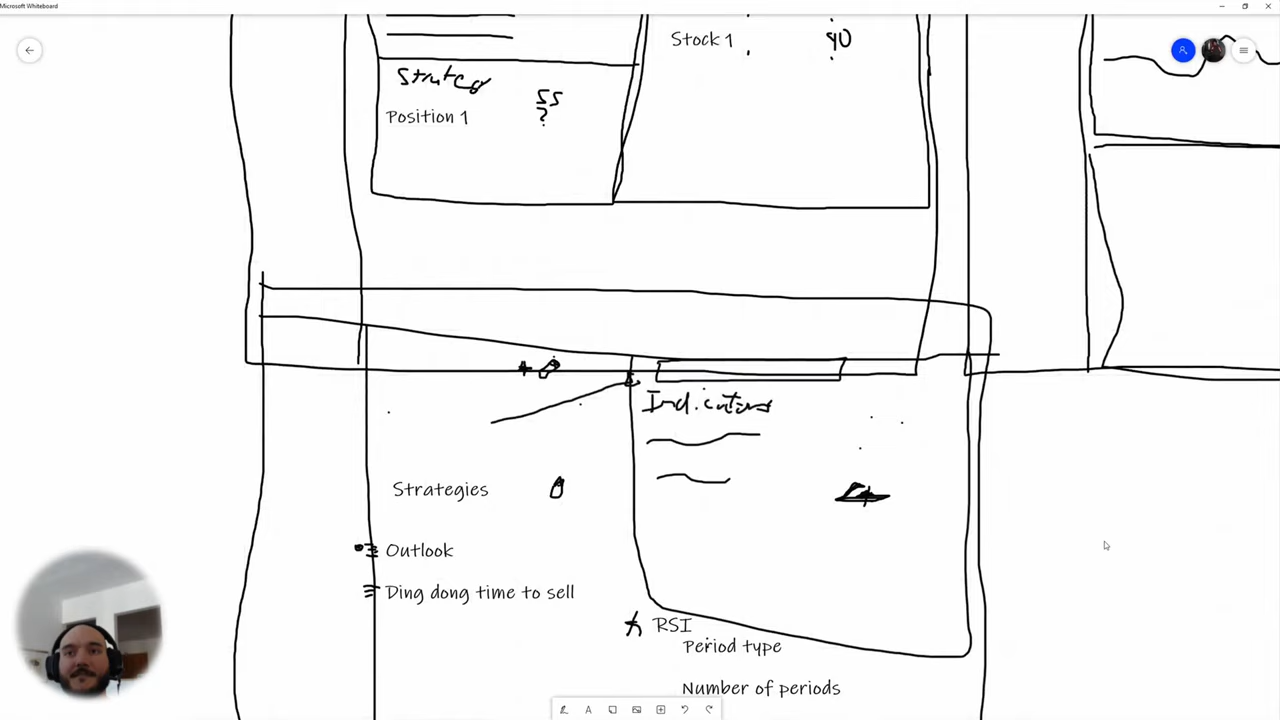 Microsoft Whiteboard
Stock 1
40
Position 1
55
?
Indicators
Strategies
Outlook
Ding dong time to sell
RSI
Period type
Number of periods